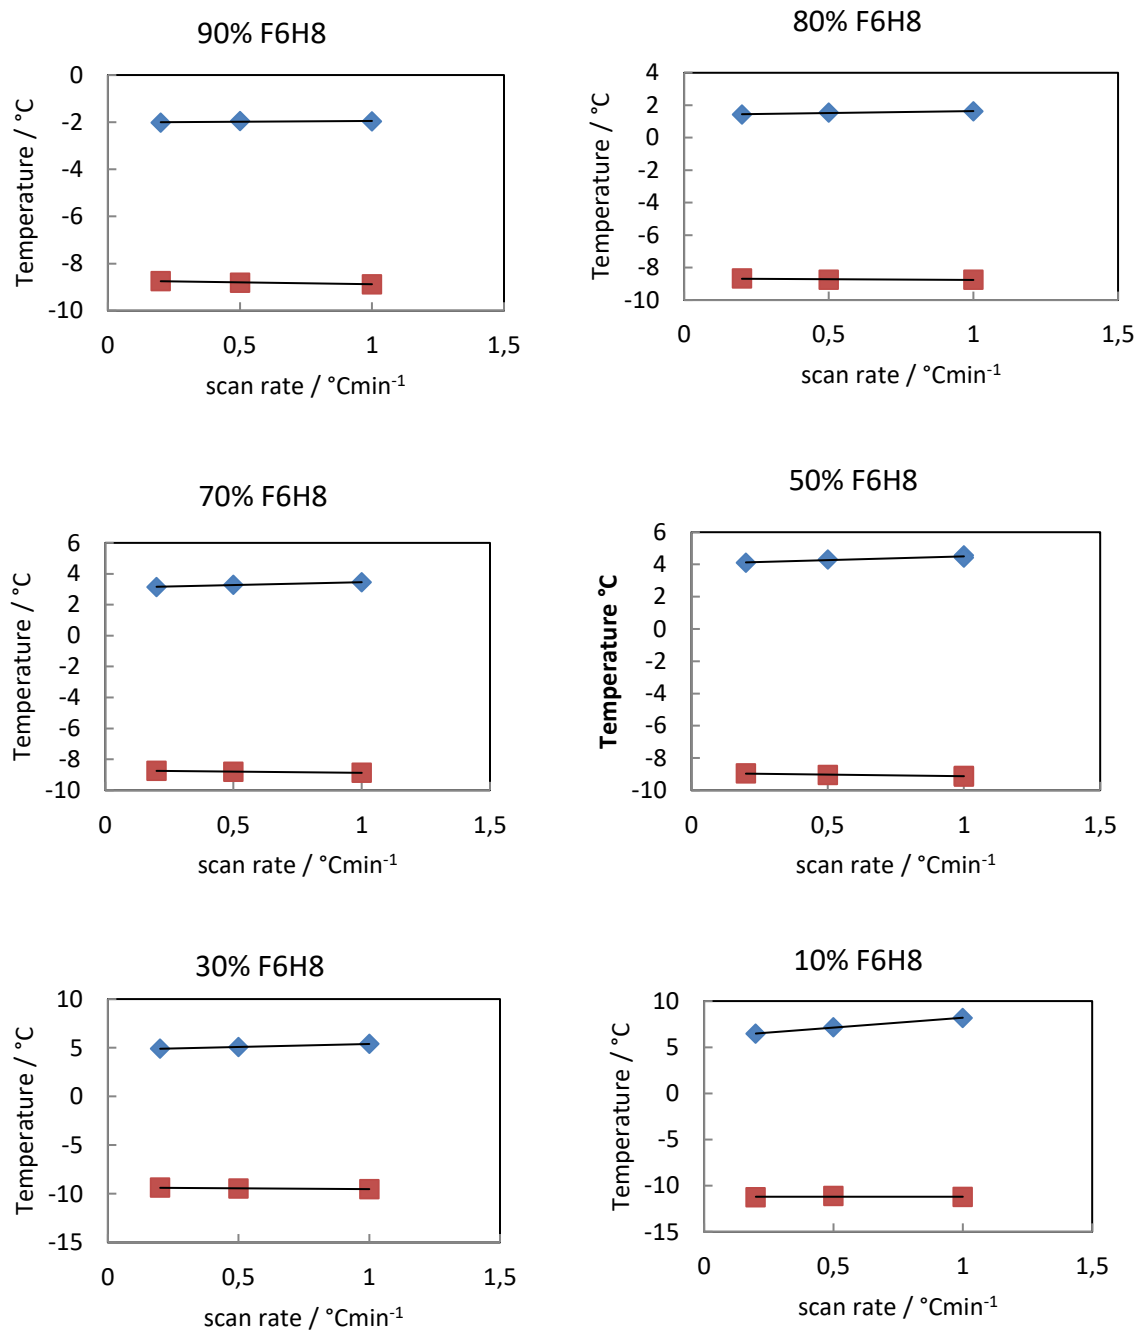 90% F6H8
Temperature / °C
0
-2
-4
-6
-8
-10
0 0,5 1 1,5
scan rate / °Cmin-1
80% F6H8
Temperature / °C
4
2
0
-2
-4
-6
-8
-10
0 0,5 1 1,5
scan rate / °Cmin-1
70% F6H8
Temperature / °C
6
4
2
0
-2
-4
-6
-8
-10
0 0,5 1 1,5
scan rate / °Cmin-1
50% F6H8
Temperature °C
6
4
2
0
-2
-4
-6
-8
-10
0 0,5 1 1,5
scan rate / °Cmin-1
30% F6H8
Temperature / °C
10
5
0
-5
-10
-15
0 0,5 1 1,5
scan rate / °Cmin-1
10% F6H8
Temperature / °C
10
5
0
-5
-10
-15
0 0,5 1 1,5
scan rate / °Cmin-1